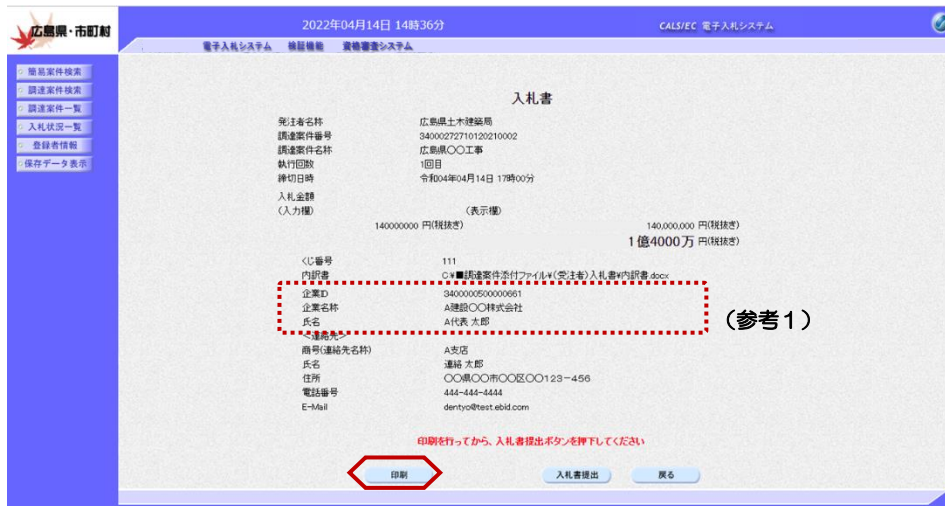 広島県・市町村
2022年04月14日 14時36分
CALS/EC 電子入札システム
電子入札システム 検証機能 資格審査システム
簡易案件検索
調達案件検索
調達案件一覧
入札状況一覧
登録者情報
保存データ表示
入札書
発注者名称 広島県土木建築局
調達案件番号 34000272710120210002
調達案件名称 広島県〇〇工事
執行回数 1回目
締切日時 令和04年04月14日 17時00分
入札金額
(入力欄) (表示欄)
140000000 円(税抜き) 140,000,000 円(税抜き)
1億4000万 円(税抜き)
くじ番号 111
内訳書 C:¥■調達案件添付ファイル¥(受注者)入札書¥内訳書.docx
企業ID 3400000500000661
企業名称 A建設〇〇株式会社
氏名 A代表 太郎
（参考１）
<連絡先>
商号(連絡先名称) A支店
氏名 連絡 太郎
住所 〇〇県〇〇市〇〇区〇〇123－456
電話番号 444-444-4444
E-Mail dentyo@test.ebid.com
印刷を行ってから、入札書提出ボタンを押下してください
印刷 入札書提出 戻る